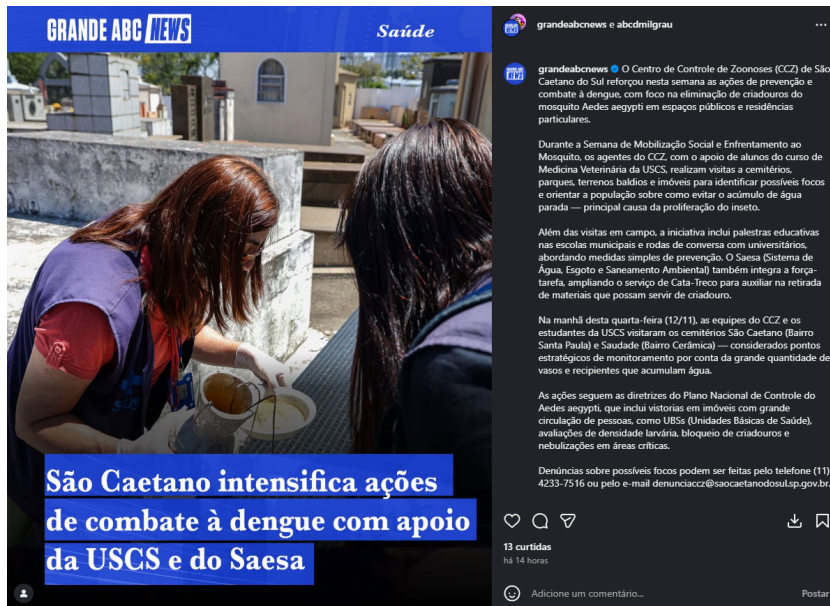 GRANDE ABC NEWS
Saúde
SUS
São Caetano intensifica ações
de combate à dengue com apoio
da USCS e do Saesa
grandeabcnews e abcdmilgrau
grandeabcnews O Centro de Controle de Zoonoses (CCZ) de São
Caetano do Sul reforçou nesta semana as ações de prevenção e
combate à dengue, com foco na eliminação de criadouros do
mosquito Aedes aegypti em espaços públicos e residências
particulares.
Durante a Semana de Mobilização Social e Enfrentamento ao
Mosquito, os agentes do CCZ, com o apoio de alunos do curso de
Medicina Veterinária da USCS, realizam visitas a cemitérios,
parques, terrenos baldios e imóveis para identificar possíveis focos
e orientar a população sobre como evitar o acúmulo de água
parada — principal causa da proliferação do inseto.
Além das visitas em campo, a iniciativa inclui palestras educativas
nas escolas municipais e rodas de conversa com universitários,
abordando medidas simples de prevenção. O Saesa (Sistema de
Água, Esgoto e Saneamento Ambiental) também integra a força-
tarefa, ampliando o serviço de Cata-Treco para auxiliar na retirada
de materiais que possam servir de criadouro.
Na manhã desta quarta-feira (12/11), as equipes do CCZ e os
estudantes da USCS visitaram os cemitérios São Caetano (Bairro
Santa Paula) e Saudade (Bairro Cerâmica) — considerados pontos
estratégicos de monitoramento por conta da grande quantidade de
vasos e recipientes que acumulam água.
As ações seguem as diretrizes do Plano Nacional de Controle do
Aedes aegypti, que inclui vistorias em imóveis com grande
circulação de pessoas, como UBSs (Unidades Básicas de Saúde),
avaliações de densidade larvária, bloqueio de criadouros e
nebulizações em áreas críticas.
Denúncias sobre possíveis focos podem ser feitas pelo telefone (11)
4233-7516 ou pelo e-mail denunciaccz@saocaetanodosul.sp.gov.br.
13 curtidas
há 14 horas
Adicione um comentário...
Postar